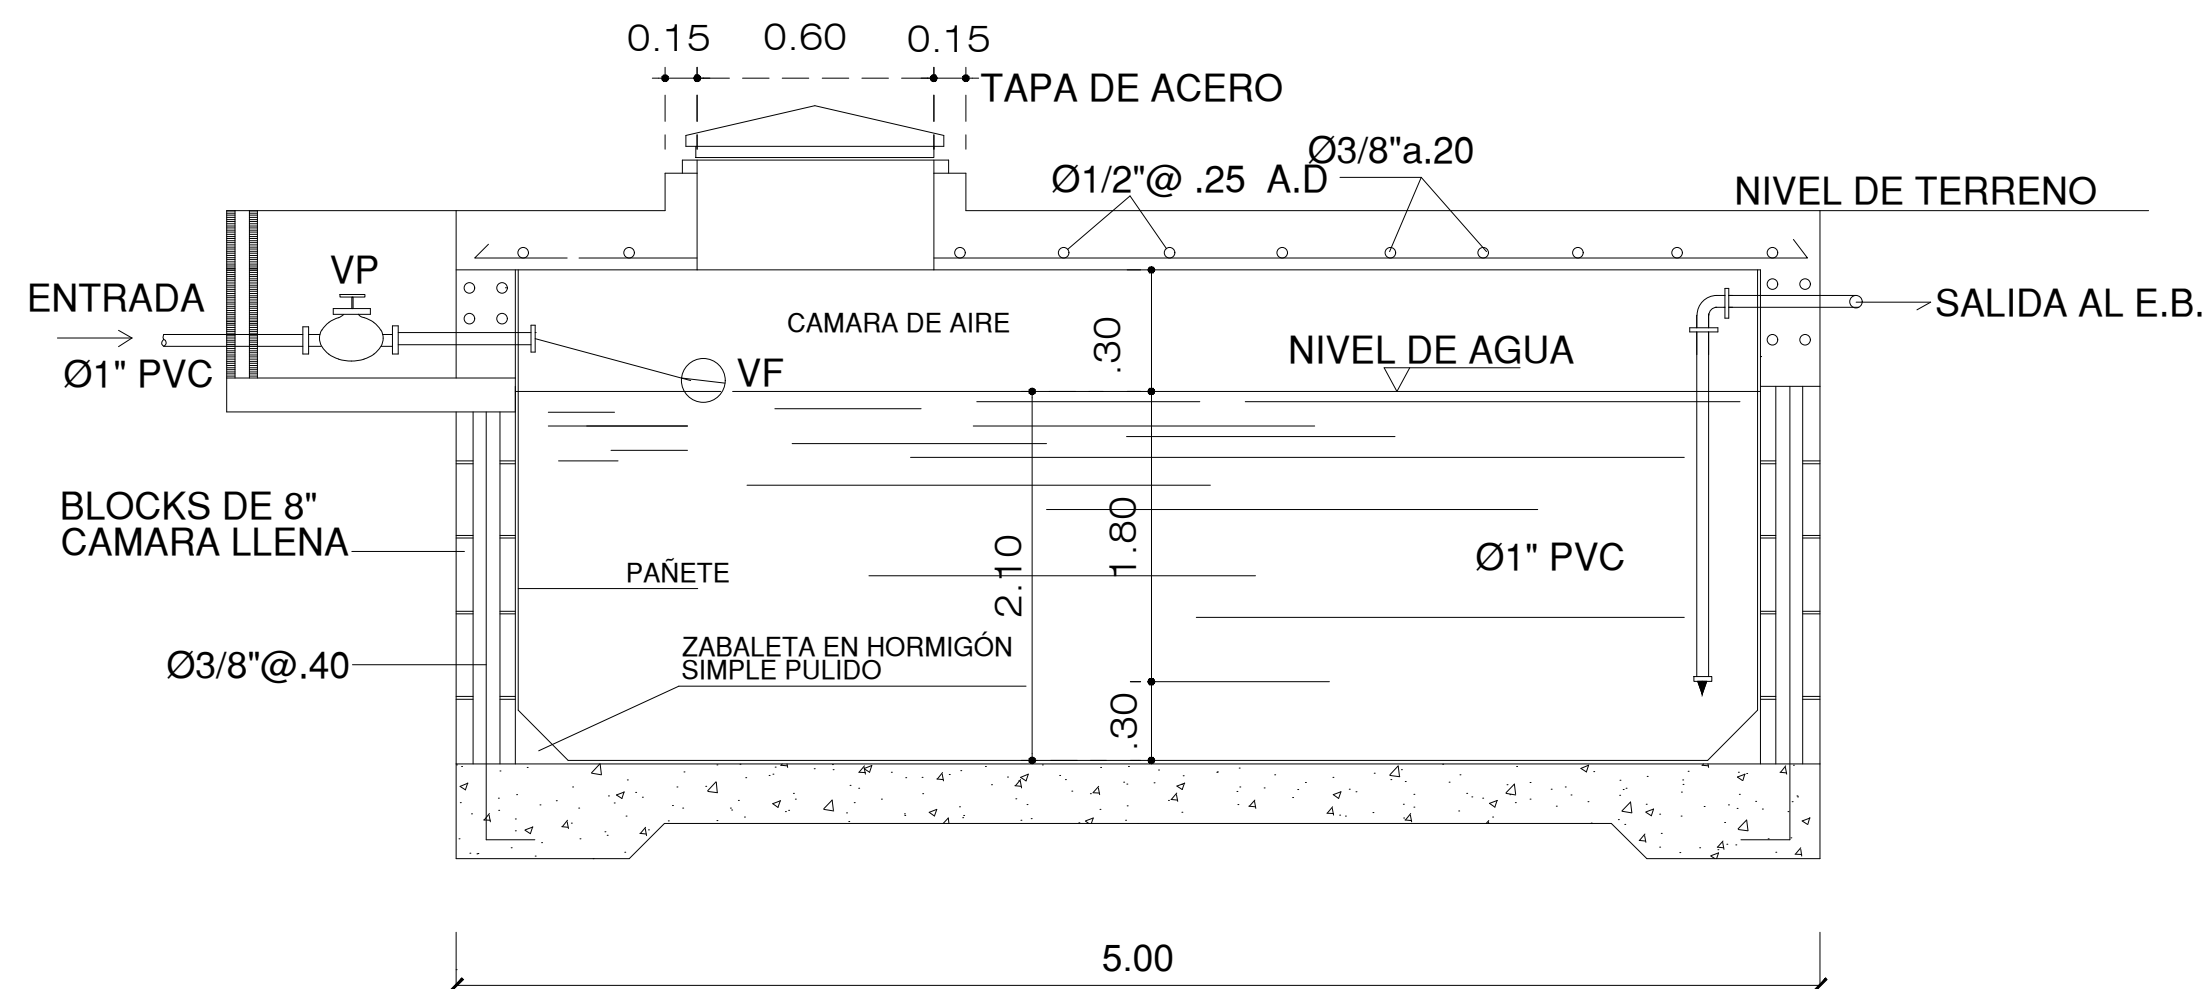 0.15 0.60 0.15
TAPA DE ACERO
Ø3/8"a.20
Ø1/2"@ .25 A.D
NIVEL DE TERRENO
VP
ENTRADA
SALIDA AL E.B.
CAMARA DE AIRE
.30
NIVEL DE AGUA
Ø1" PVC
VF
BLOCKS DE 8"
CAMARA LLENA
1.80
2.10
Ø1" PVC
PAÑETE
ZABALETA EN HORMIGÓN
SIMPLE PULIDO
Ø3/8"@.40
.30
5.00